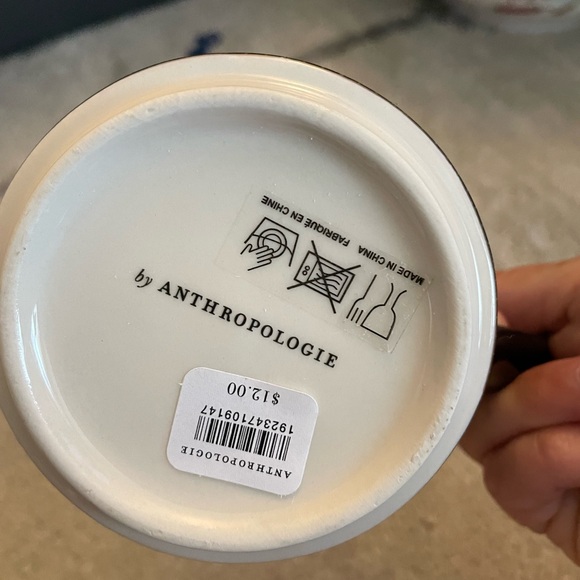 MADE IN CHINA FABRIQUÉ EN CHINE
by ANTHROPOLOGIE
ANTHROPOLOGIE
192347109147
$12.00